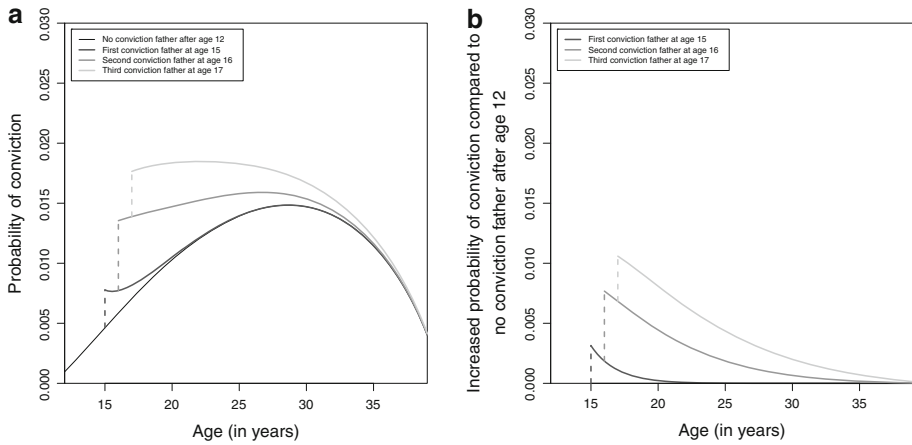 a
Probability of conviction
0.000 0.005 0.010 0.015 0.020 0.025 0.030
No conviction father after age 12
First conviction father at age 15
Second conviction father at age 16
Third conviction father at age 17
15 20 25 30 35
Age (in years)
b
Increased probability of conviction compared to
no conviction father after age 12
0.000 0.005 0.010 0.015 0.020 0.025 0.030
First conviction father at age 15
Second conviction father at age 16
Third conviction father at age 17
15 20 25 30 35
Age (in years)